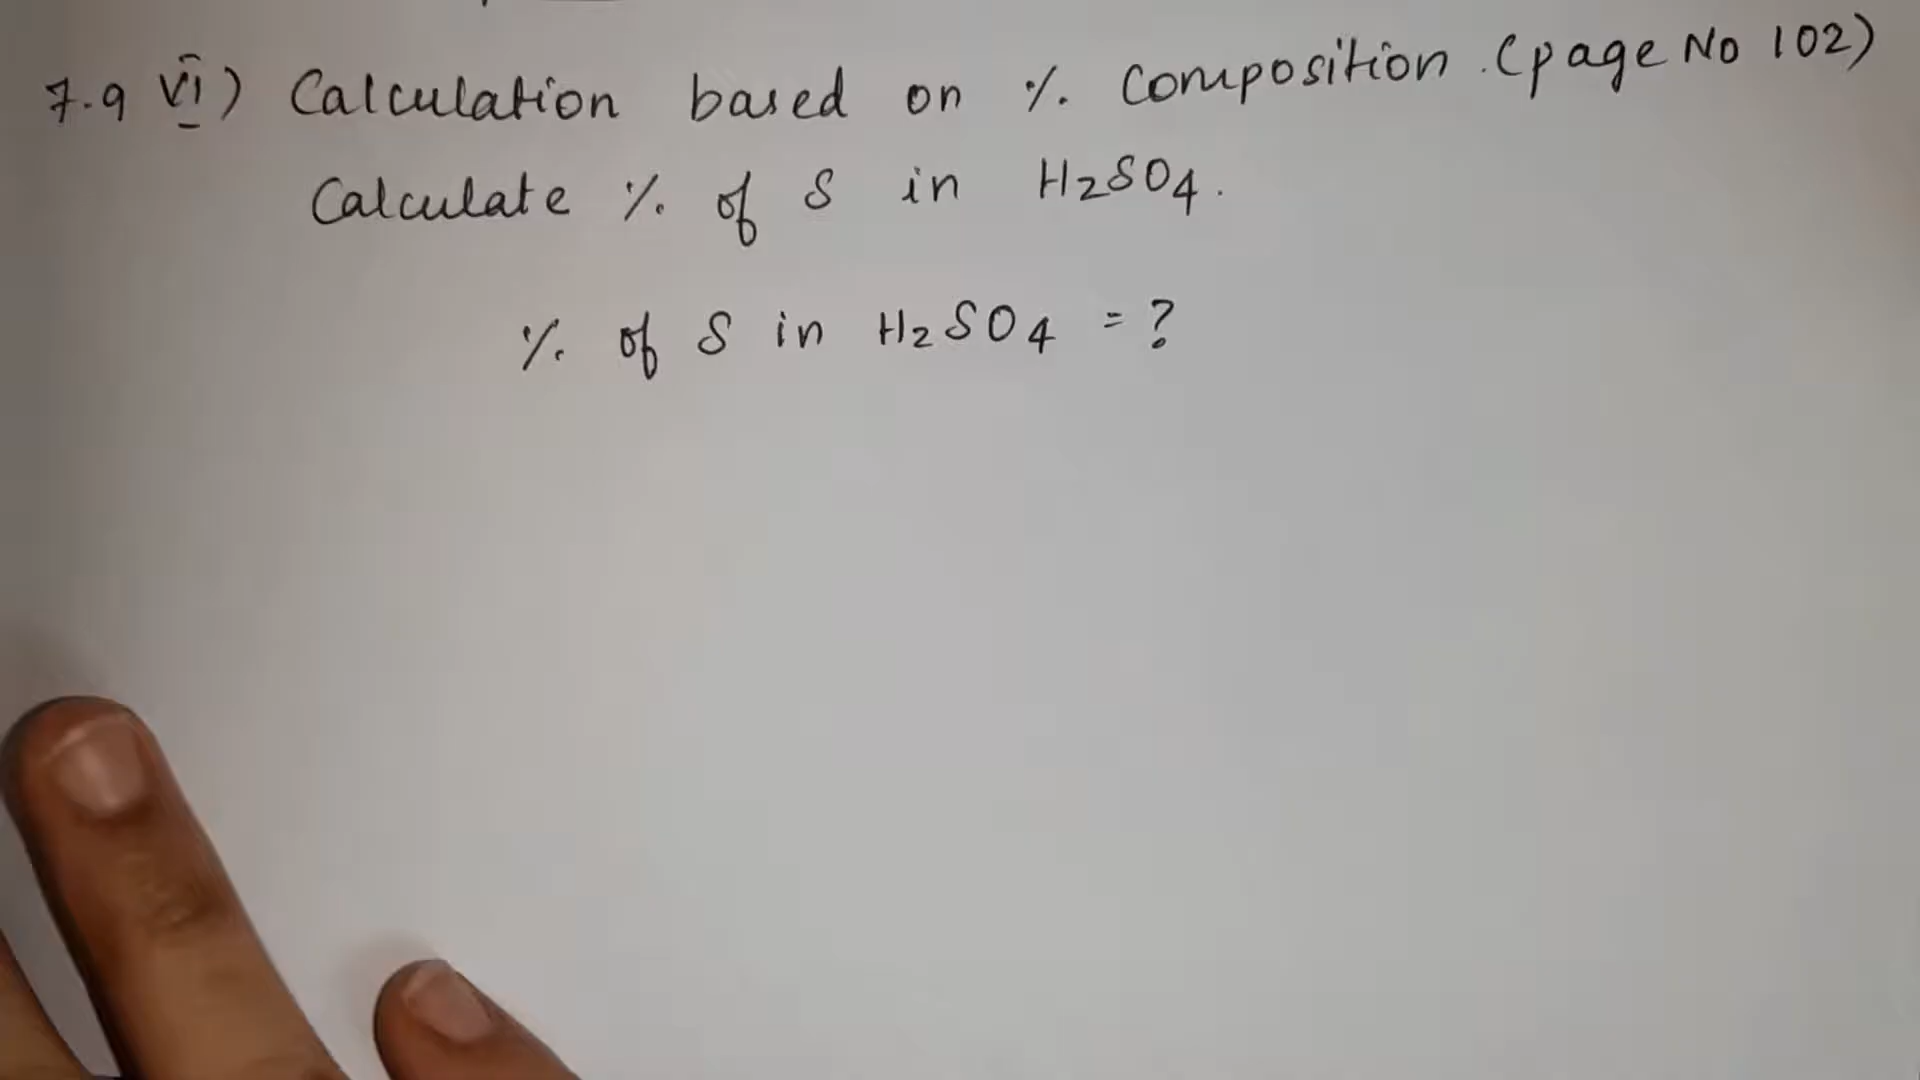 7.9 VI) Calculation based on % Composition. (page No 102)
Calculate % of S in H2SO4.
% of S in H2SO4 = ?